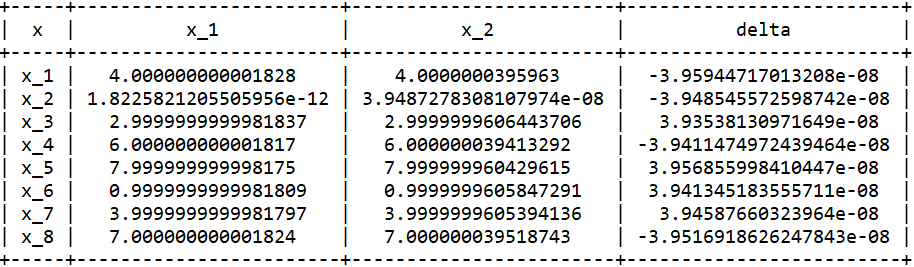 +-----+------------------------+------------------------+-------------------------+
| x | x_1 | x_2 | delta |
+-----+------------------------+------------------------+-------------------------+
| x_1 | 4.000000000001828 | 4.0000000395963 | -3.95944717013208e-08 |
| x_2 | 1.8225821205505956e-12 | 3.9487278308107974e-08 | -3.948545572598742e-08 |
| x_3 | 2.9999999999981837 | 2.9999999606443706 | 3.93538130971649e-08 |
| x_4 | 6.000000000001817 | 6.000000039413292 | -3.9411474972439464e-08 |
| x_5 | 7.999999999998175 | 7.999999960429615 | 3.956855998410447e-08 |
| x_6 | 0.9999999999981809 | 0.9999999605847291 | 3.941345183555711e-08 |
| x_7 | 3.9999999999981797 | 3.9999999605394136 | 3.94587660323964e-08 |
| x_8 | 7.000000000001824 | 7.000000039518743 | -3.9516918626247843e-08 |
+-----+------------------------+------------------------+-------------------------+